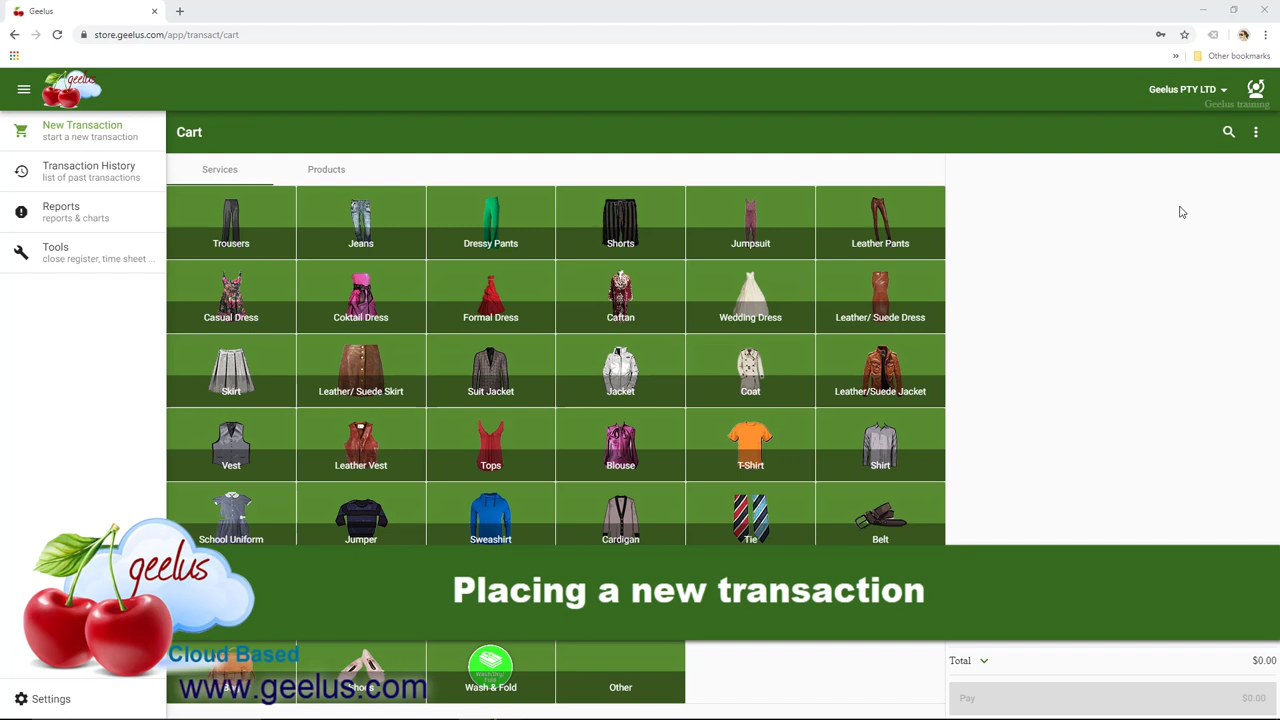 Geelus
store.geelus.com/app/transact/cart
»
Other bookmarks
geelus
Geelus PTY LTD
Geelus training
New Transaction
start a new transaction
Transaction History
list of past transactions
Reports
reports & charts
Tools
close register, time sheet ...
Cart
Services
Products
Trousers
Jeans
Dressy Pants
Shorts
Jumpsuit
Leather Pants
Casual Dress
Coktail Dress
Formal Dress
Caftan
Wedding Dress
Leather/ Suede Dress
Skirt
Leather/ Suede Skirt
Suit Jacket
Jacket
Coat
Leather/Suede Jacket
Vest
Leather Vest
Tops
Blouse
T-Shirt
Shirt
School Uniform
Jumper
Sweashirt
Cardigan
Tie
Belt
geelus
Placing a new transaction
Cloud Based
www.geelus.com
Wash/Dry/
Fold
Wash & Fold
Other
Total
$0.00
Pay
$0.00
Settings